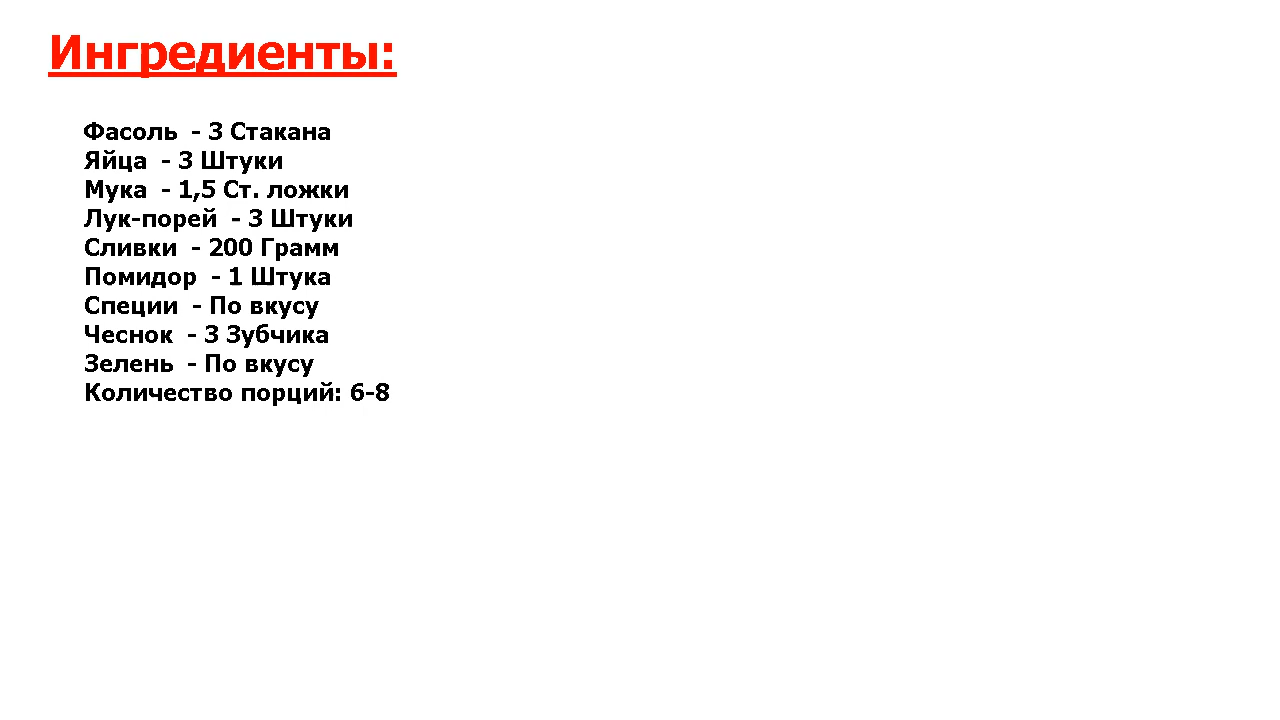 Ингредиенты:
Фасоль - 3 Стакана
Яйца - 3 Штуки
Мука - 1,5 Ст. ложки
Лук-порей - 3 Штуки
Сливки - 200 Грамм
Помидор - 1 Штука
Специи - По вкусу
Чеснок - 3 Зубчика
Зелень - По вкусу
Количество порций: 6-8